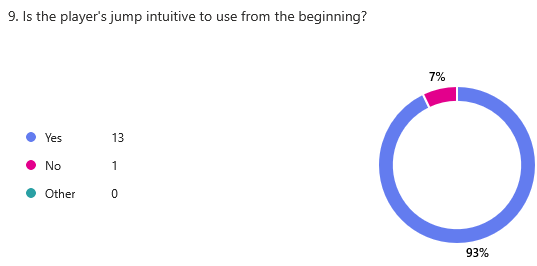 9. Is the player's jump intuitive to use from the beginning?
7%
Yes 13
No 1
Other 0
93%